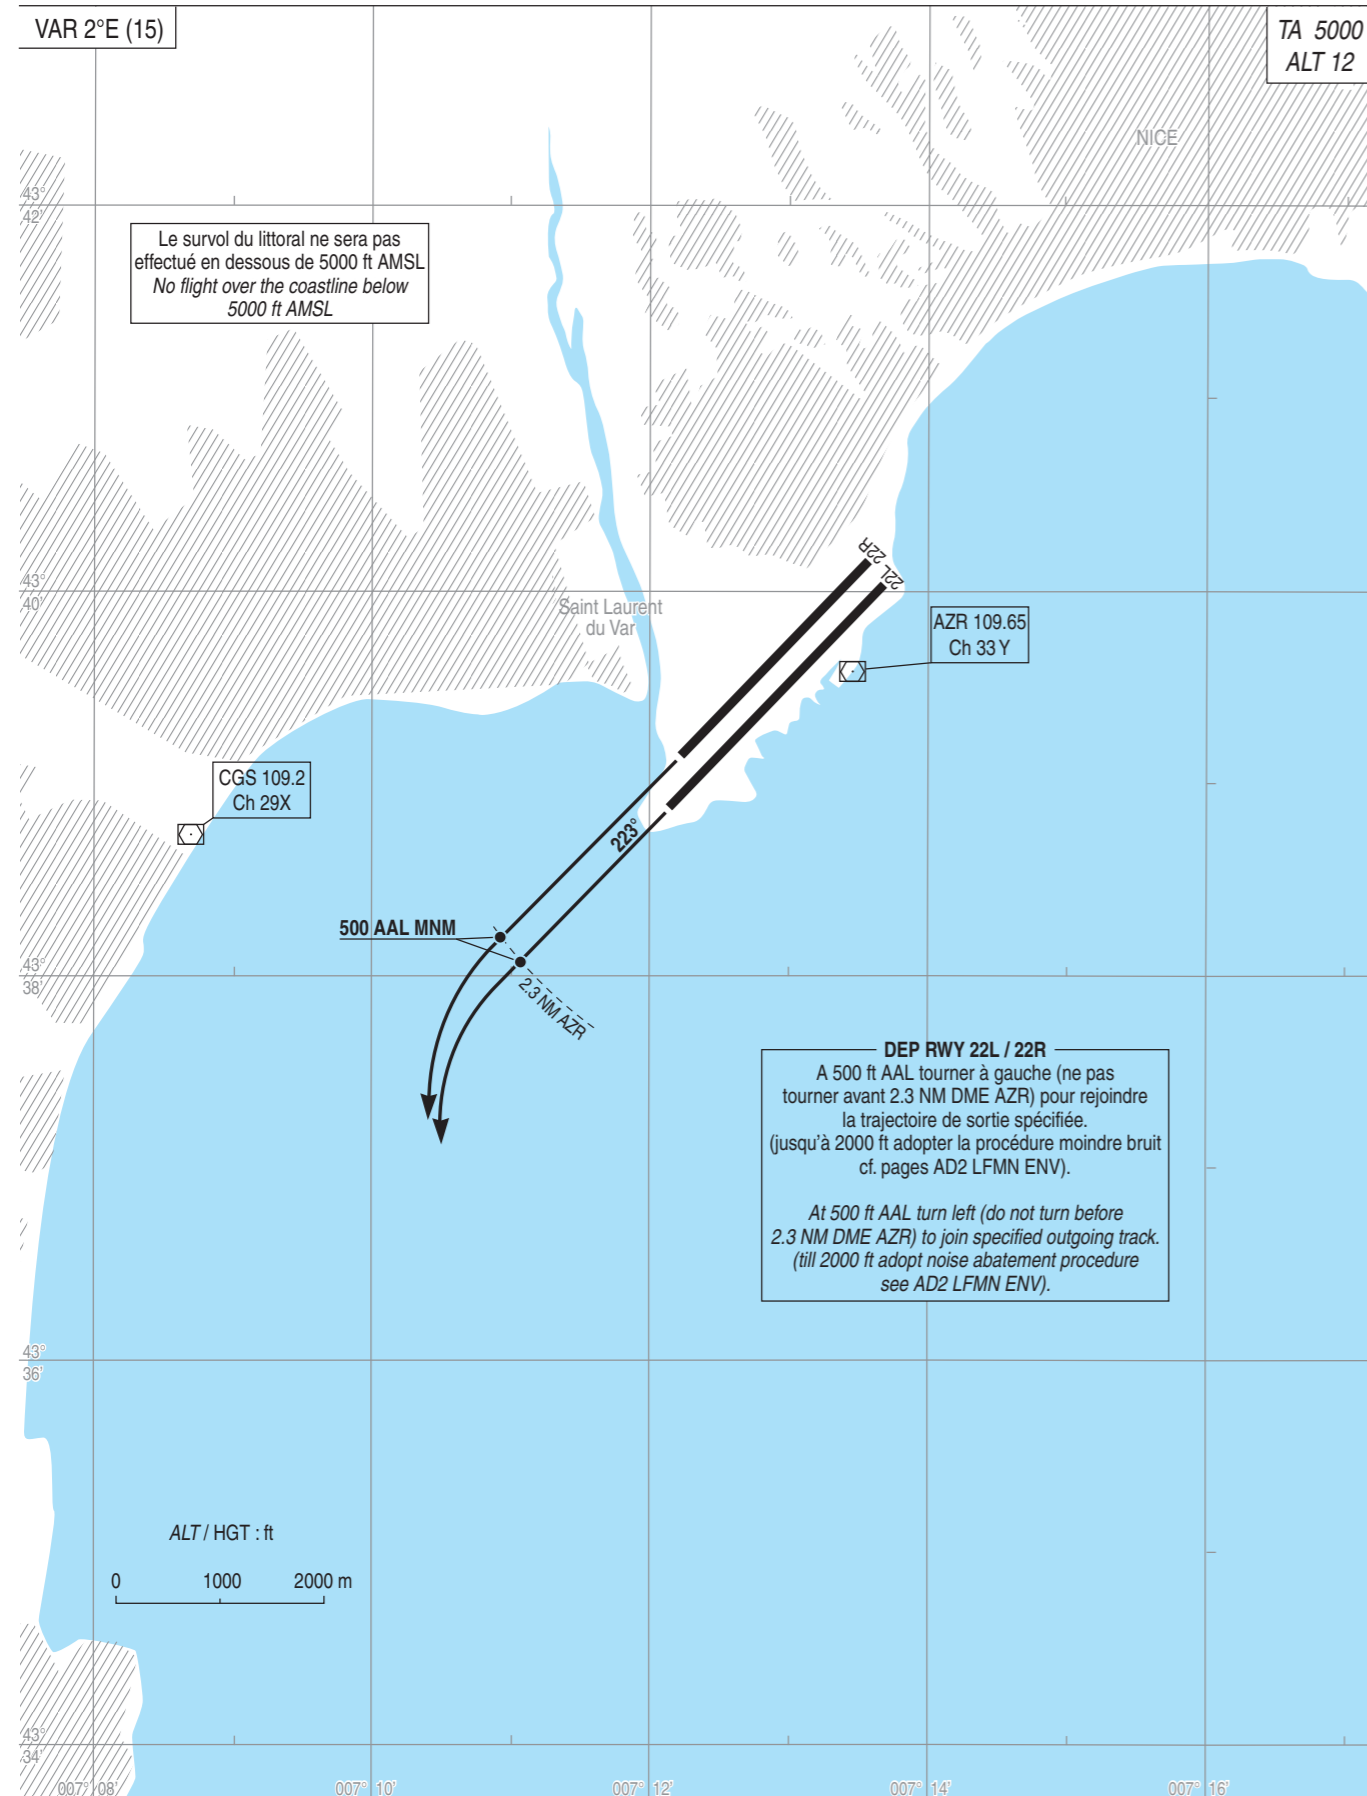 VAR 2°E (15)
TA 5000
ALT 12
NICE
43°
42'
Le survol du littoral ne sera pas
effectué en dessous de 5000 ft AMSL
No flight over the coastline below
5000 ft AMSL
22R
22L
43°
40'
Saint Laurent
du Var
AZR 109.65
Ch 33 Y
CGS 109.2
Ch 29X
223°
500 AAL MNM
43°
38'
2.3 NM AZR
DEP RWY 22L / 22R
A 500 ft AAL tourner à gauche (ne pas
tourner avant 2.3 NM DME AZR) pour rejoindre
la trajectoire de sortie spécifiée.
(jusqu'à 2000 ft adopter la procédure moindre bruit
cf. pages AD2 LFMN ENV).
At 500 ft AAL turn left (do not turn before
2.3 NM DME AZR) to join specified outgoing track.
(till 2000 ft adopt noise abatement procedure
see AD2 LFMN ENV).
43°
36'
ALT / HGT : ft
0 1000 2000 m
43°
34'
007° 08' 007° 10' 007° 12' 007° 14' 007° 16'